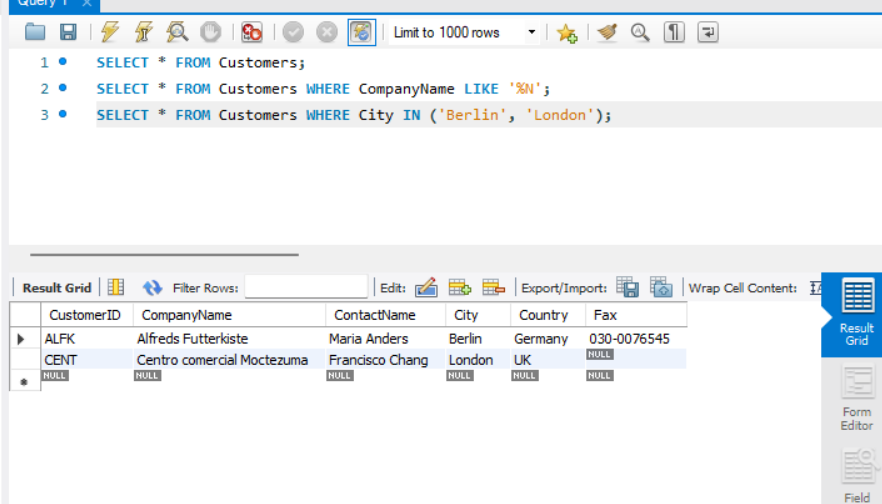 Query 1 ×
Limit to 1000 rows
1 SELECT * FROM Customers;
2 SELECT * FROM Customers WHERE CompanyName LIKE '%N';
3 SELECT * FROM Customers WHERE City IN ('Berlin', 'London');
Result Grid Filter Rows: Edit: Export/Import: Wrap Cell Content:
CustomerID CompanyName ContactName City Country Fax
ALFK Alfreds Futterkiste Maria Anders Berlin Germany 030-0076545
CENT Centro comercial Moctezuma Francisco Chang London UK NULL
NULL NULL NULL NULL NULL NULL
Result
Grid
Form
Editor
Field